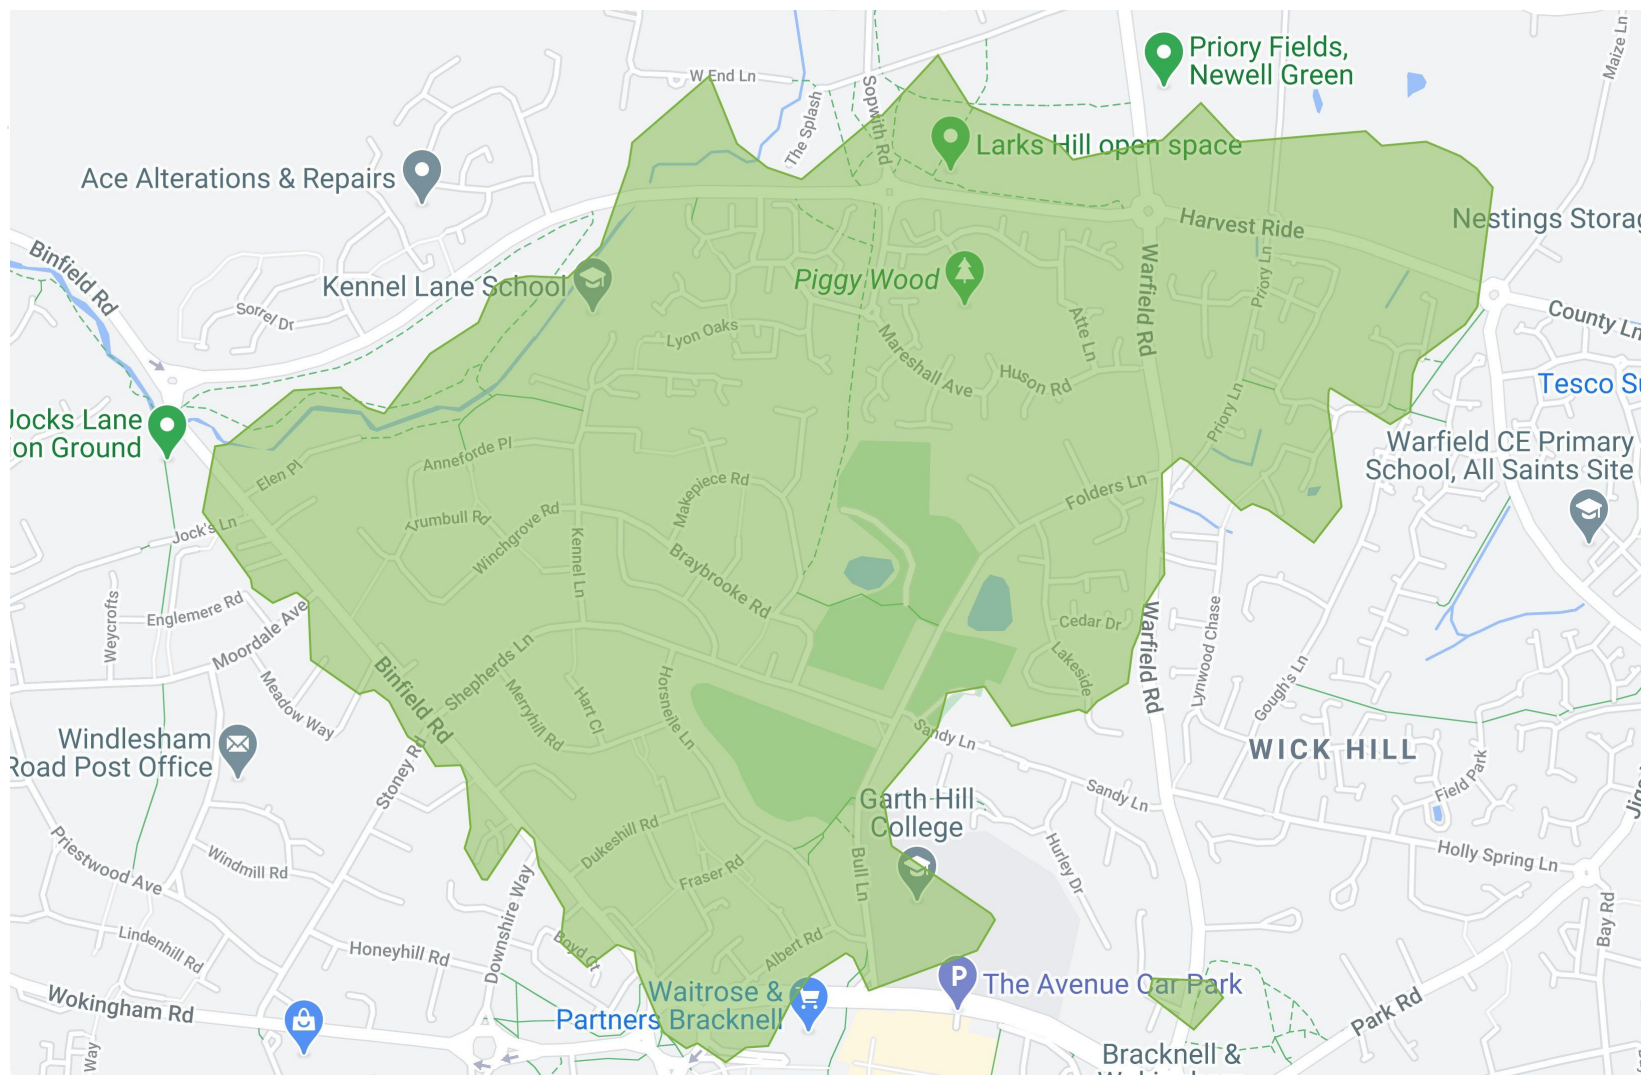 Priory Fields,
Newell Green
Maize Ln
W End Ln
The Splash
Sopwith Rd
Larks Hill open space
Ace Alterations & Repairs
Harvest Ride
Nestings Storag
Binfield Rd
Kennel Lane School
Piggy Wood
Warfield Rd
Priory Ln
County Ln
Sorrel Dr
Lyon Oaks
Mareshall Ave
Atte Ln
Huson Rd
Tesco Su
Jocks Lane
on Ground
Priory Ln
Warfield CE Primary
School, All Saints Site
Elen Pl
Anneforde Pl
Makepiece Rd
Folders Ln
Jock's Ln
Trumbull Rd
Winchgrove Rd
Kennel Ln
Braybrooke Rd
Weycrofts
Englemere Rd
Moordale Ave
Cedar Dr
Warfield Rd
Lynwood Chase
Lakeside
Gough's Ln
Shepherds Ln
Binfield Rd
Meadow Way
Merryhill Rd
Hart Cl
Horsneile Ln
Sandy Ln
WICK HILL
Windlesham
Road Post Office
Stoney Rd
Sandy Ln
Field Park
Garth Hill
College
Priestwood Ave
Windmill Rd
Dukeshill Rd
Fraser Rd
Bull Ln
Hurley Dr
Holly Spring Ln
Bay Rd
Lindenhill Rd
Honeyhill Rd
Downshire Way
Boyd Ct
Albert Rd
Wokingham Rd
Waitrose &
Partners Bracknell
P
The Avenue Car Park
Park Rd
Way
Bracknell &